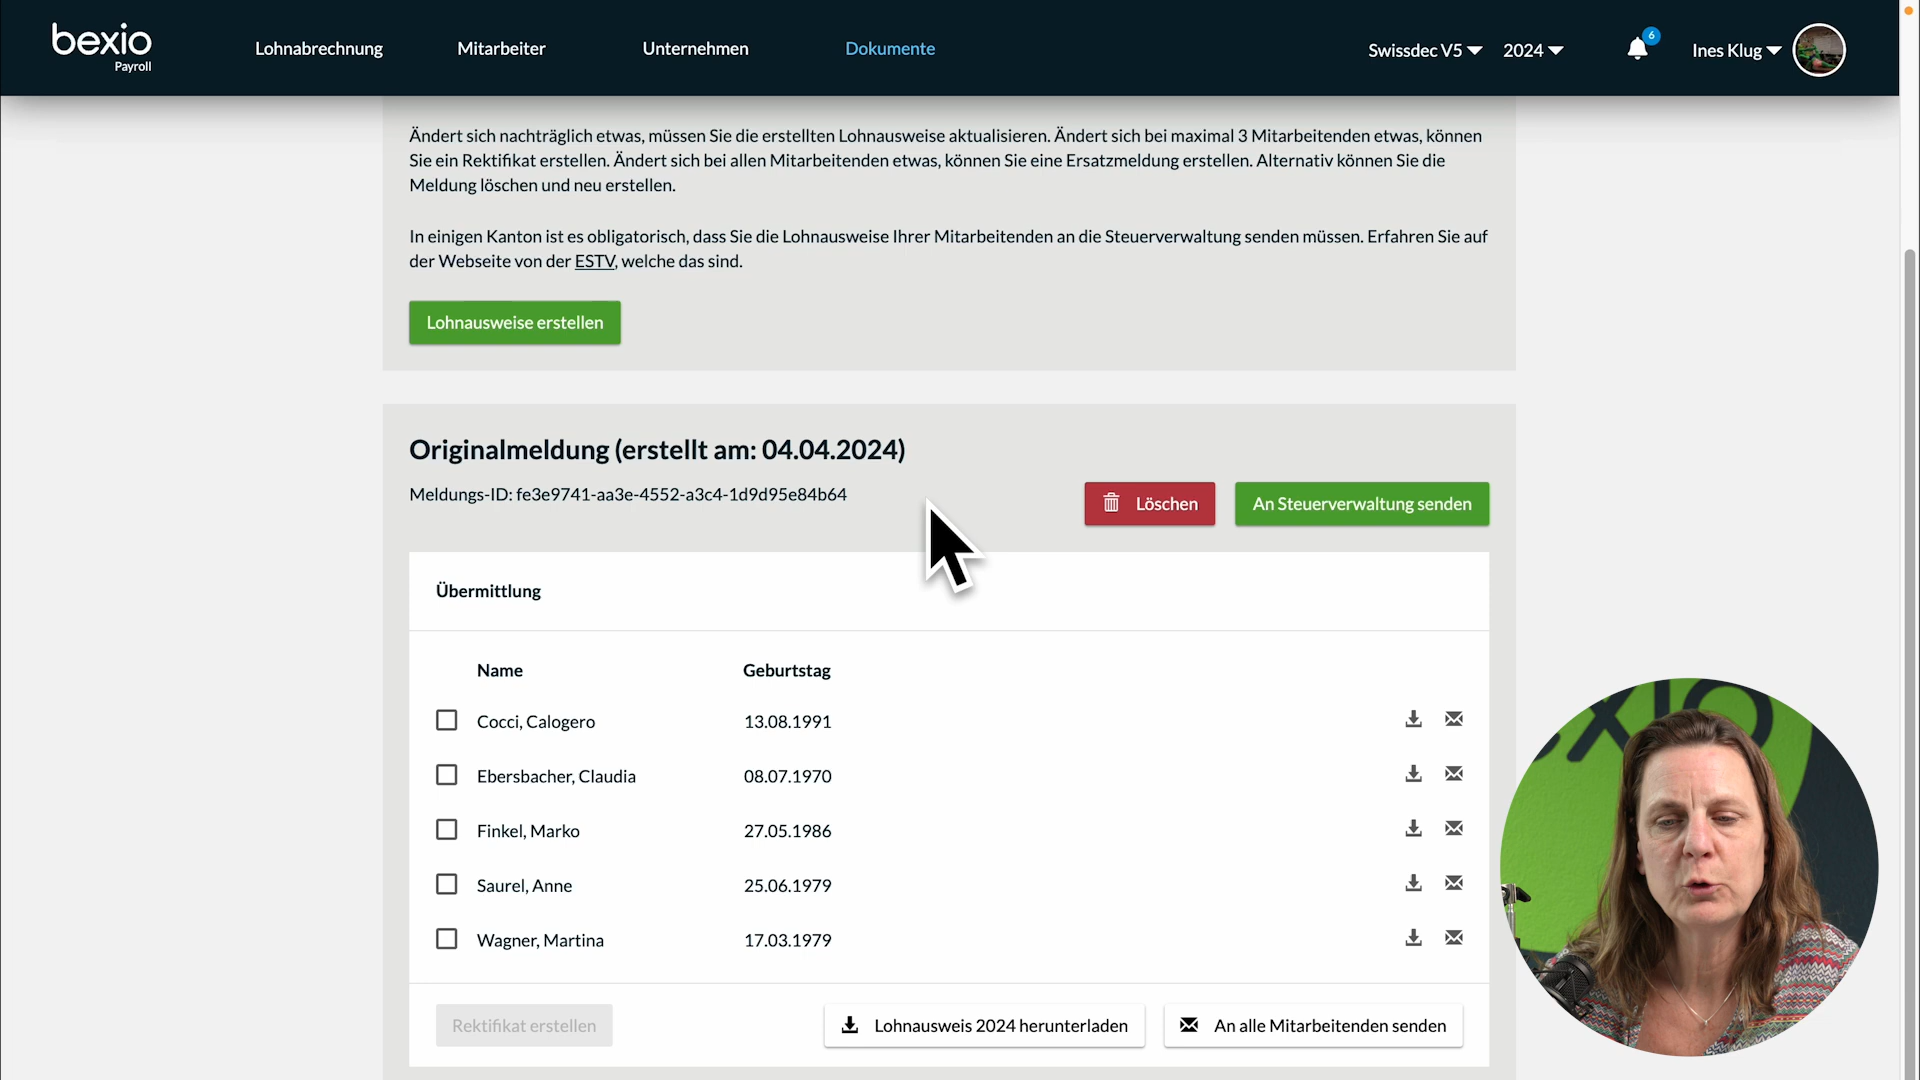 bexio
Payroll
Lohnabrechnung
Mitarbeiter
Unternehmen
Dokumente
Swissdec V5
2024
6
Ines Klug
Ändert sich nachträglich etwas, müssen Sie die erstellten Lohnausweise aktualisieren. Ändert sich bei maximal 3 Mitarbeitenden etwas, können
Sie ein Rektifikat erstellen. Ändert sich bei allen Mitarbeitenden etwas, können Sie eine Ersatzmeldung erstellen. Alternativ können Sie die
Meldung löschen und neu erstellen.
In einigen Kanton ist es obligatorisch, dass Sie die Lohnausweise Ihrer Mitarbeitenden an die Steuerverwaltung senden müssen. Erfahren Sie auf
der Webseite von der ESTV, welche das sind.
Lohnausweise erstellen
Originalmeldung (erstellt am: 04.04.2024)
Meldungs-ID: fe3e9741-aa3e-4552-a3c4-1d9d95e84b64
Löschen
An Steuerverwaltung senden
Übermittlung
Name Geburtstag
Cocci, Calogero 13.08.1991
Ebersbacher, Claudia 08.07.1970
Finkel, Marko 27.05.1986
Saurel, Anne 25.06.1979
Wagner, Martina 17.03.1979
Rektifikat erstellen
Lohnausweis 2024 herunterladen
An alle Mitarbeitenden senden